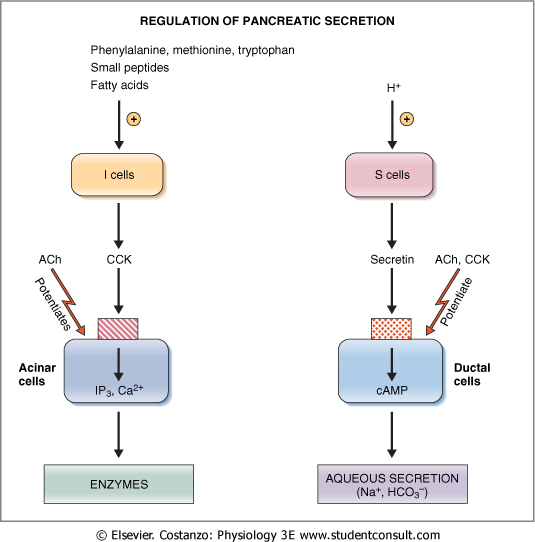 REGULATION OF PANCREATIC SECRETION
Phenylalanine, methionine, tryptophan
Small peptides
Fatty acids
+
I cells
ACh
CCK
Potentiates
Acinar
cells
IP₃, Ca²⁺
ENZYMES
H⁺
+
S cells
Secretin
ACh, CCK
Potentiate
Ductal
cells
cAMP
AQUEOUS SECRETION
(Na⁺, HCO₃⁻)
© Elsevier. Costanzo: Physiology 3E www.studentconsult.com